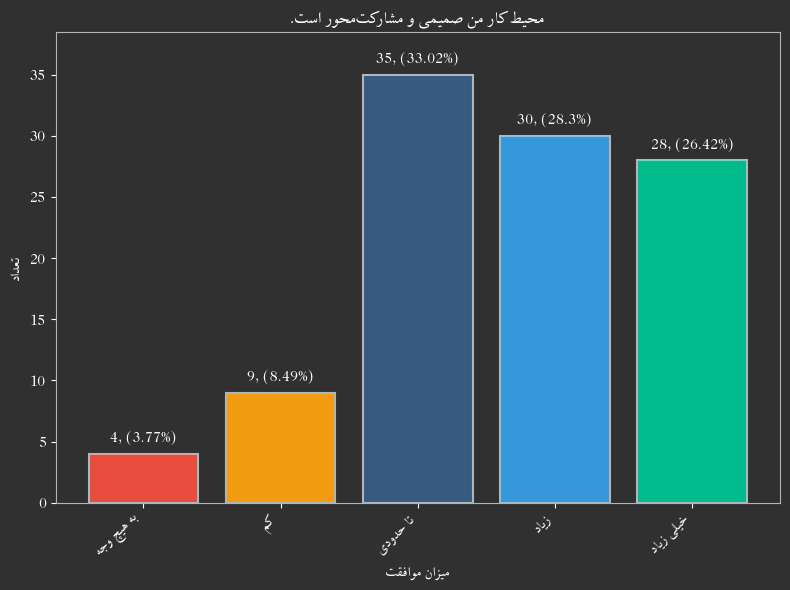 محیط کار من صمیمی و مشارکت‌محور است.
تعداد
35
30
25
20
15
10
5
0
4, (3.77%)
9, (8.49%)
35, (33.02%)
30, (28.3%)
28, (26.42%)
به هیچ وجه
کم
تا حدودی
زیاد
خیلی زیاد
میزان موافقت